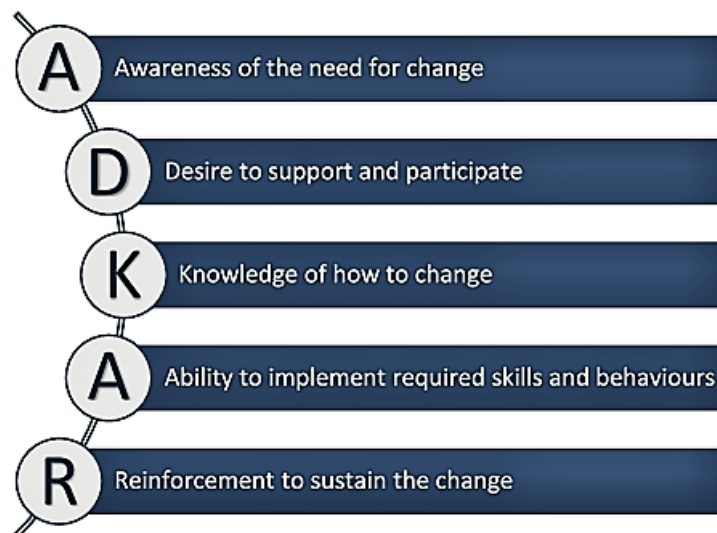 A Awareness of the need for change
D Desire to support and participate
K Knowledge of how to change
A Ability to implement required skills and behaviours
R Reinforcement to sustain the change